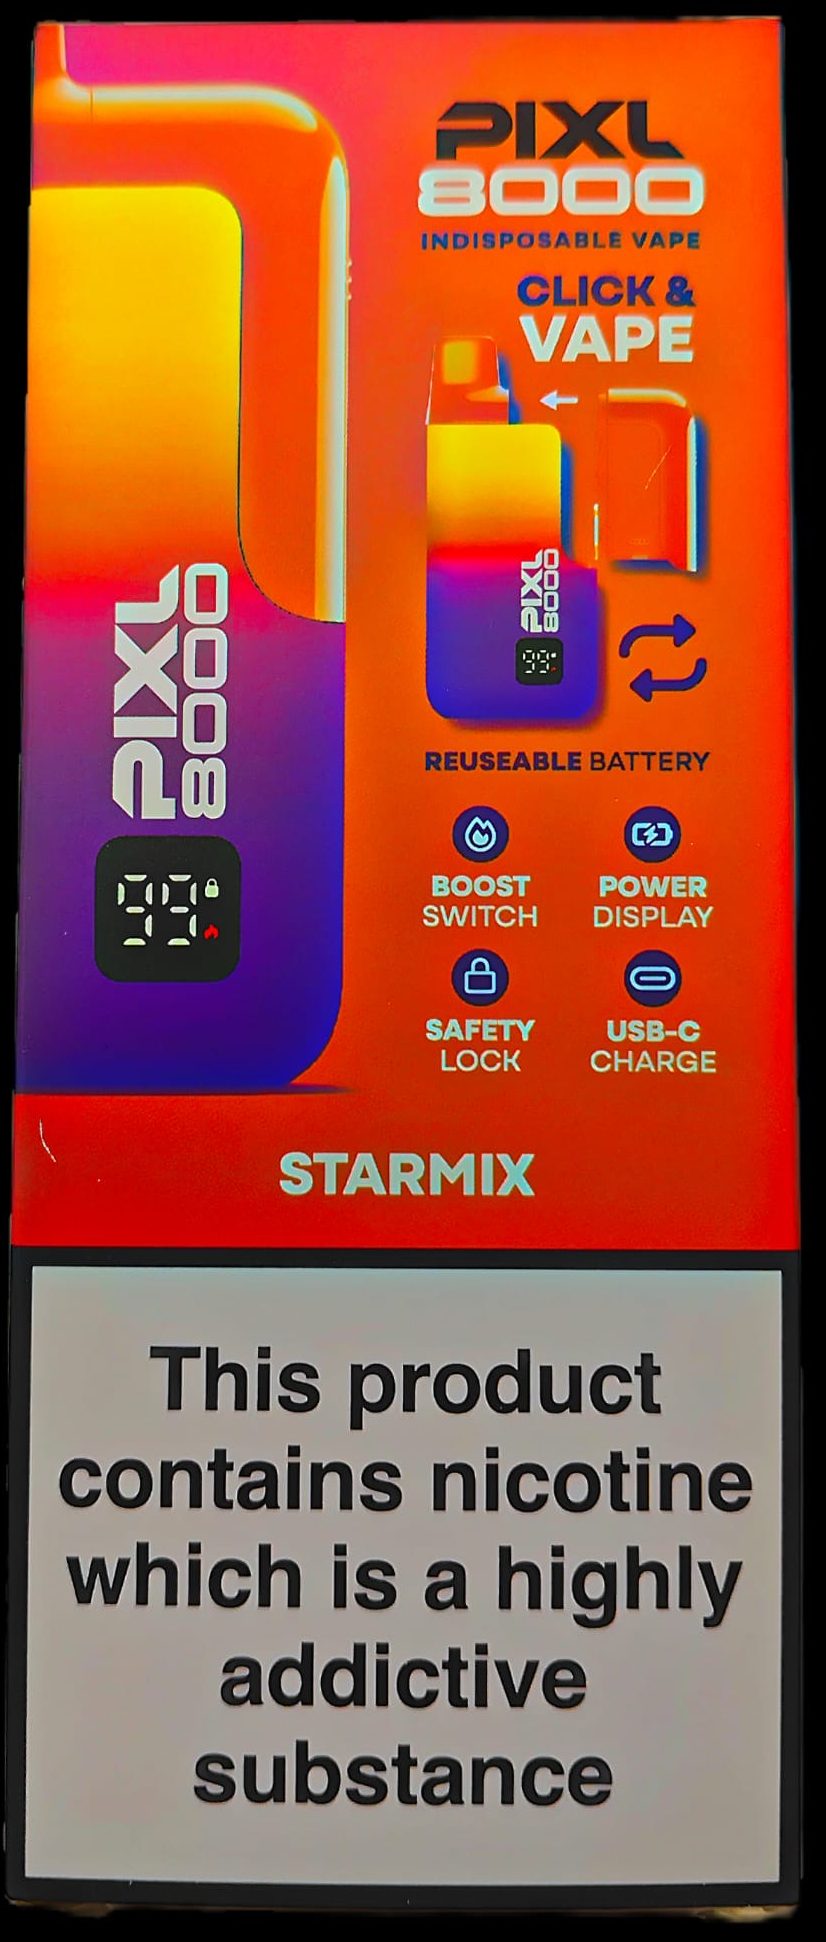 PIXL
8000
INDISPOSABLE VAPE
CLICK &
VAPE
PIXL
8000
99
REUSEABLE BATTERY
BOOST
SWITCH
POWER
DISPLAY
SAFETY
LOCK
USB-C
CHARGE
PIXL
8000
99
STARMIX
This product
contains nicotine
which is a highly
addictive
substance